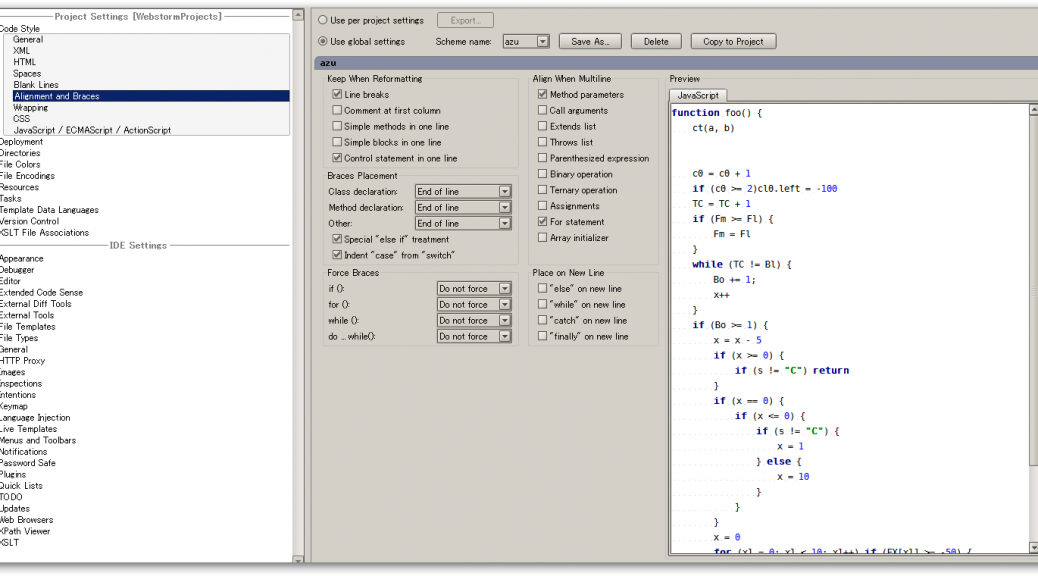 Project Settings [WebstormProjects]
Code Style
General
XML
HTML
Spaces
Blank Lines
Alignment and Braces
Wrapping
CSS
JavaScript / ECMAScript / ActionScript
Deployment
Directories
File Colors
File Encodings
Resources
Tasks
Template Data Languages
Version Control
XSLT File Associations
IDE Settings
Appearance
Debugger
Editor
Extended Code Sense
External Diff Tools
External Tools
File Templates
File Types
General
HTTP Proxy
Images
Inspections
Intentions
Keymap
Language Injection
Live Templates
Menus and Toolbars
Notifications
Password Safe
Plugins
Quick Lists
TODO
Updates
Web Browsers
XPath Viewer
XSLT
Use per project settings Export...
Use global settings Scheme name: azu Save As... Delete Copy to Project
azu
Keep When Reformatting
Line breaks
Comment at first column
Simple methods in one line
Simple blocks in one line
Control statement in one line
Braces Placement
Class declaration: End of line
Method declaration: End of line
Other: End of line
Special "else if" treatment
Indent "case" from "switch"
Force Braces
if (): Do not force
for (): Do not force
while (): Do not force
do ... while(): Do not force
Align When Multiline
Method parameters
Call arguments
Extends list
Throws list
Parenthesized expression
Binary operation
Ternary operation
Assignments
For statement
Array initializer
Place on New Line
"else" on new line
"while" on new line
"catch" on new line
"finally" on new line
Preview
JavaScript
function foo() {
ct(a, b)
c0 = c0 + 1
if (c0 >= 2)cl0.left = -100
TC = TC + 1
if (Fm >= Fl) {
Fm = Fl
}
while (TC != Bl) {
Bo += 1;
x++
}
if (Bo >= 1) {
x = x - 5
if (x >= 0) {
if (s != "C") return
}
if (x == 0) {
if (x <= 0) {
if (s != "C") {
x = 1
} else {
x = 10
}
}
}
x = 0
for (x1 = 0; x1 < 10; x1++) if (FX[x1] >= -50) {